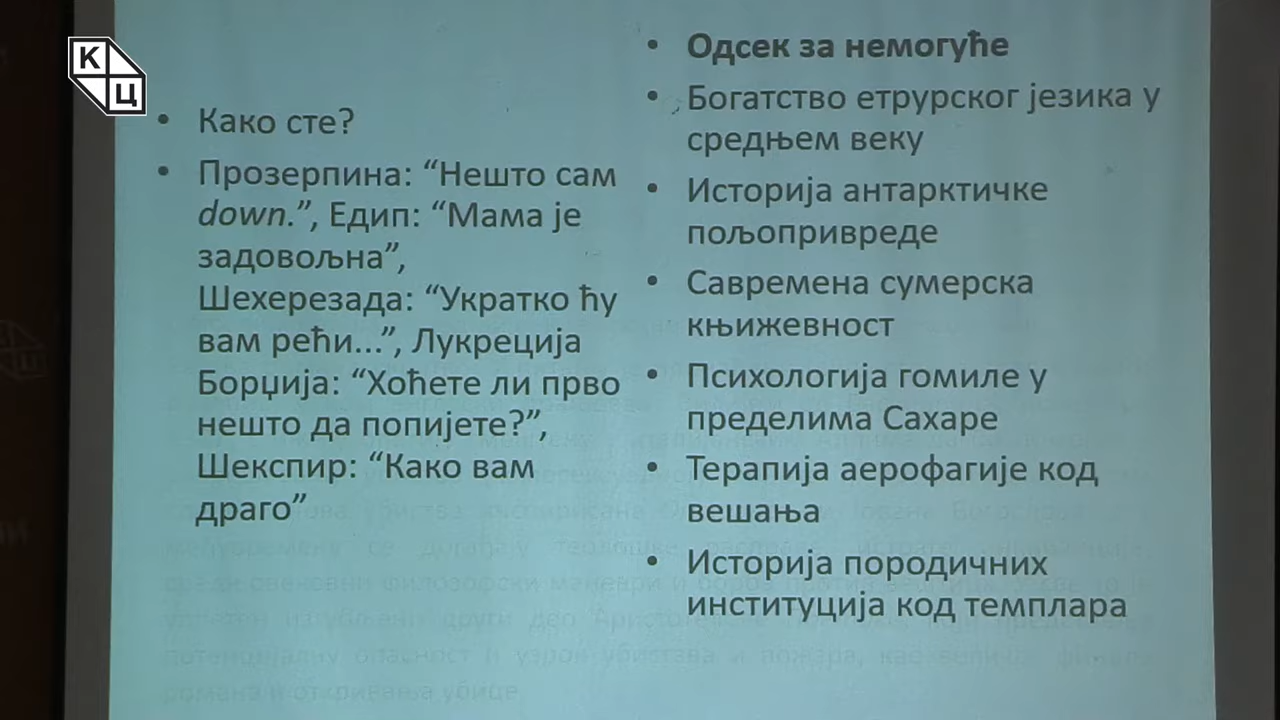 К
Ц
• Како сте?
• Прозерпина: “Нешто сам
down.”, Едип: “Мама је
задовољна”,
Шехерезада: “Укратко ћу
вам рећи...”, Лукреција
Борџија: “Хоћете ли прво
нешто да попијете?”,
Шекспир: “Како вам
драго”
• Одсек за немогуће
• Богатство етрурског језика у
средњем веку
• Историја антарктичке
пољопривреде
• Савремена сумерска
књижевност
• Психологија гомиле у
пределима Сахаре
• Терапија аерофагије код
вешања
• Историја породичних
институција код темплара